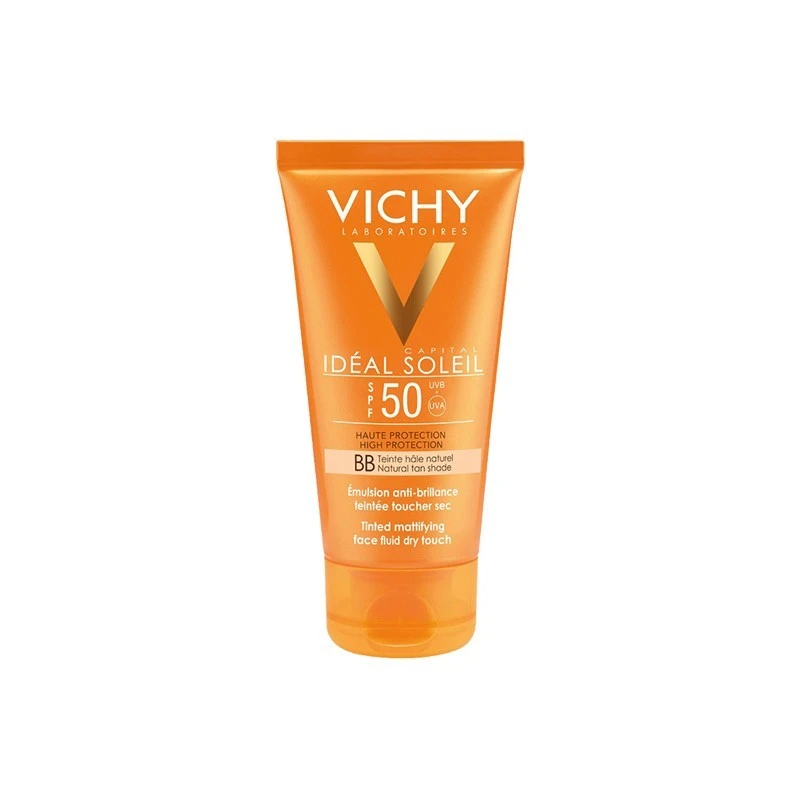 VICHY
LABORATOIRES
CAPITAL
IDÉAL SOLEIL
SPF 50 UVB + UVA
HAUTE PROTECTION
HIGH PROTECTION
BB Teinte hâle naturel
Natural tan shade
Émulsion anti-brillance
teintée toucher sec
Tinted mattifying
face fluid dry touch